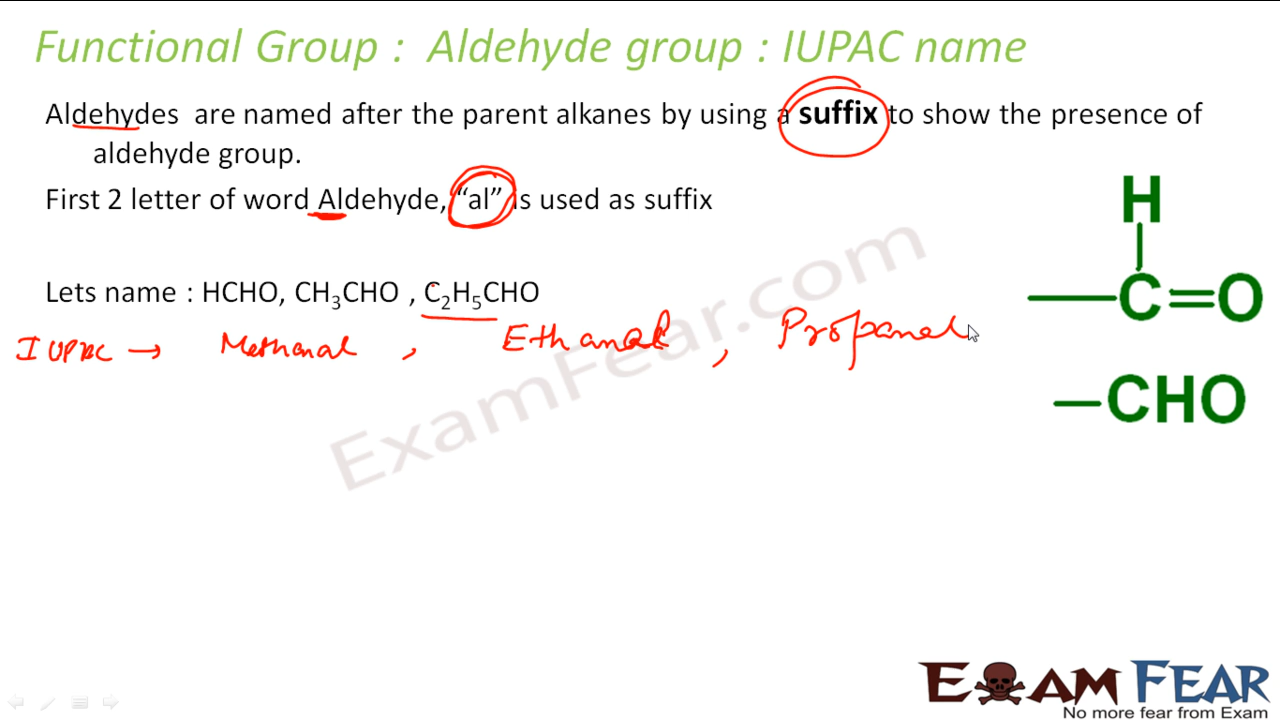 Functional Group : Aldehyde group : IUPAC name
Aldehydes are named after the parent alkanes by using a suffix to show the presence of
aldehyde group.
First 2 letter of word Aldehyde, “al” is used as suffix
H
C=O
Lets name : HCHO, CH₃CHO , C₂H₅CHO
IUPAC → Methanal , Ethanal , Propanal
–CHO
ExamFear.com
EXAM FEAR
No more fear from Exam